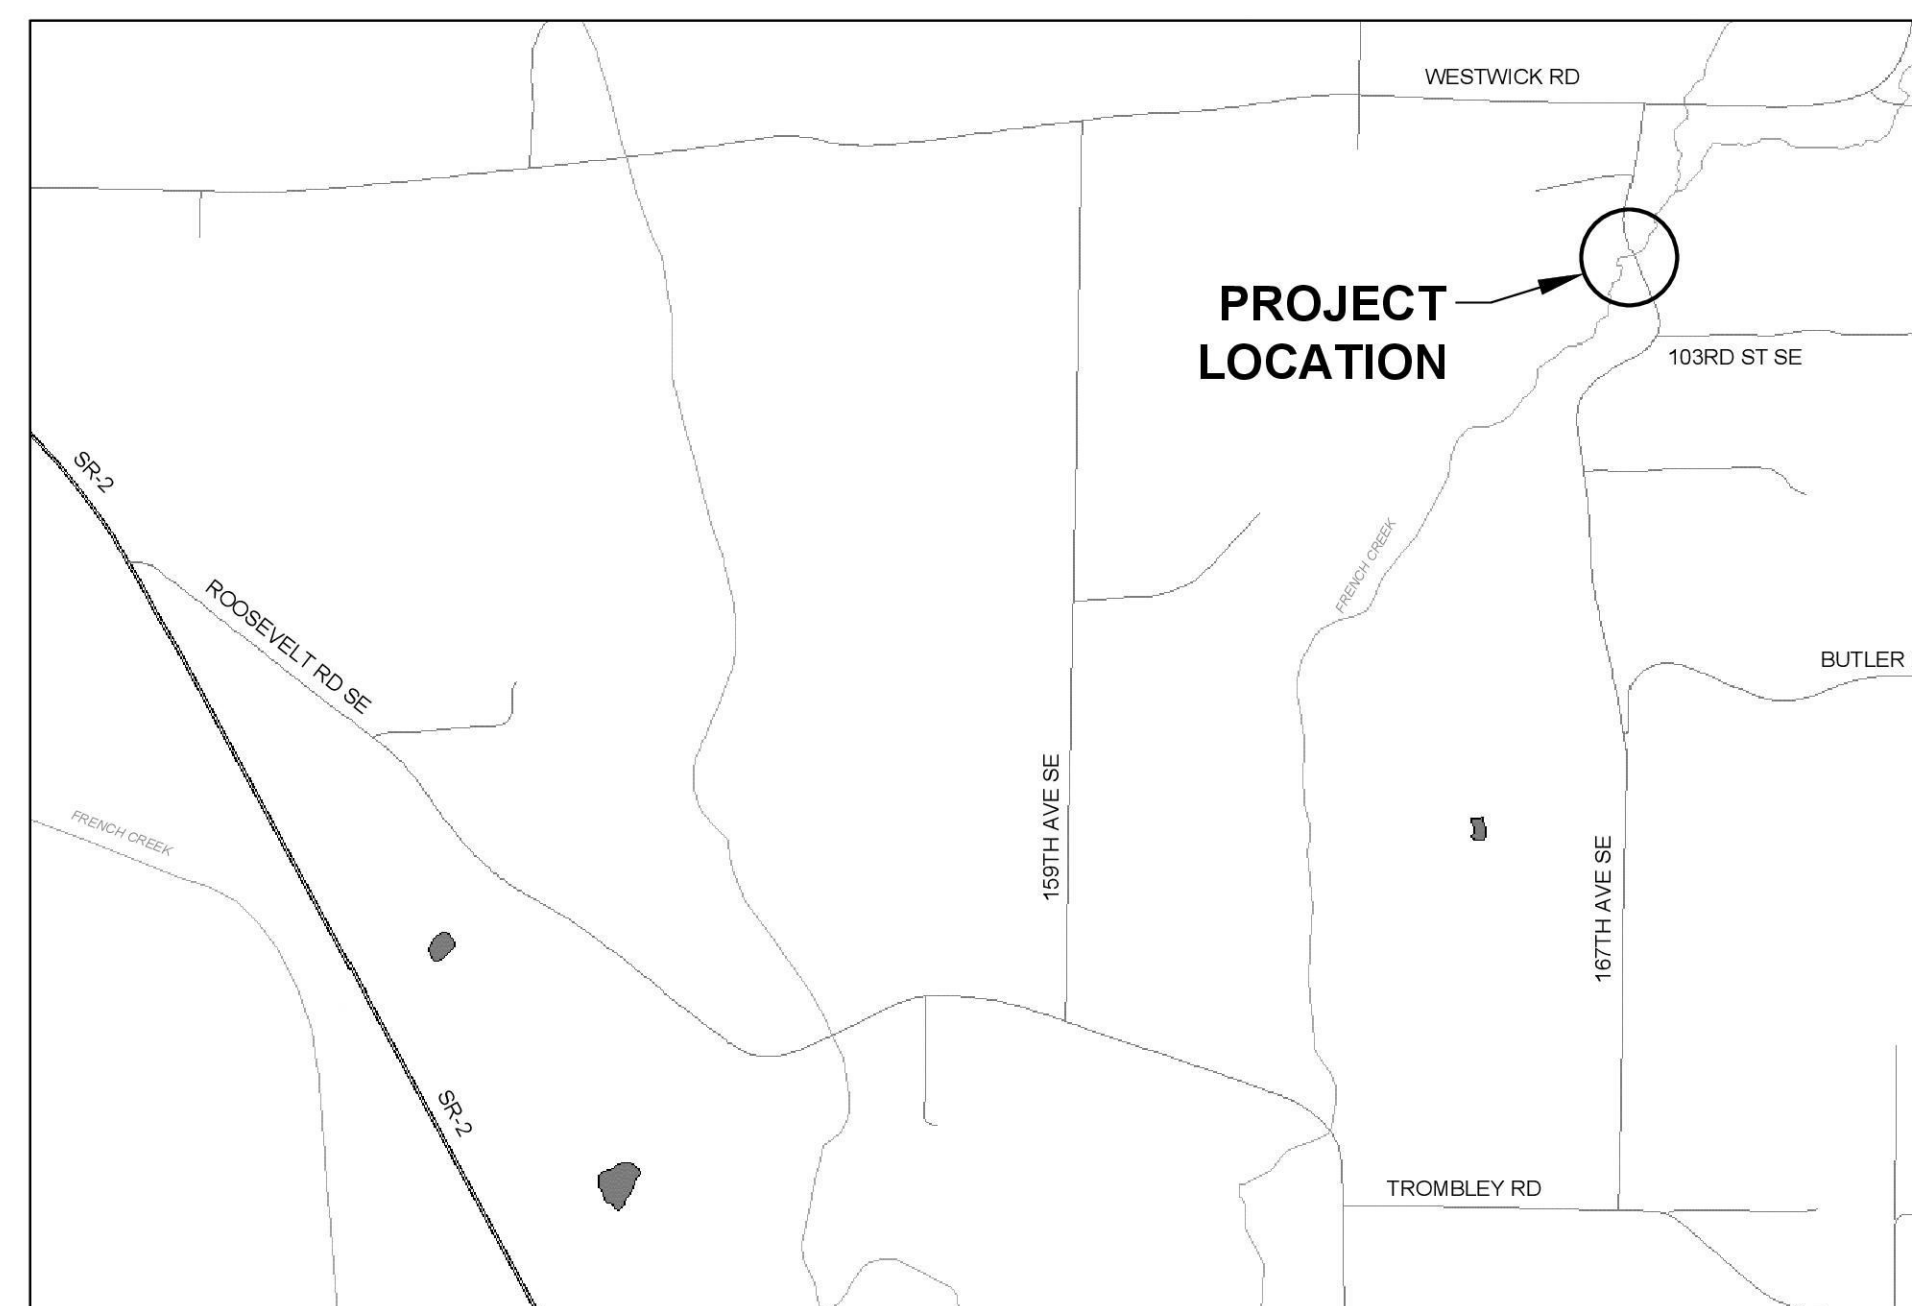 WESTWICK RD
PROJECT
LOCATION
103RD ST SE
SR-2
FRENCH CREEK
ROOSEVELT RD SE
BUTLER
FRENCH CREEK
159TH AVE SE
167TH AVE SE
SR-2
TROMBLEY RD